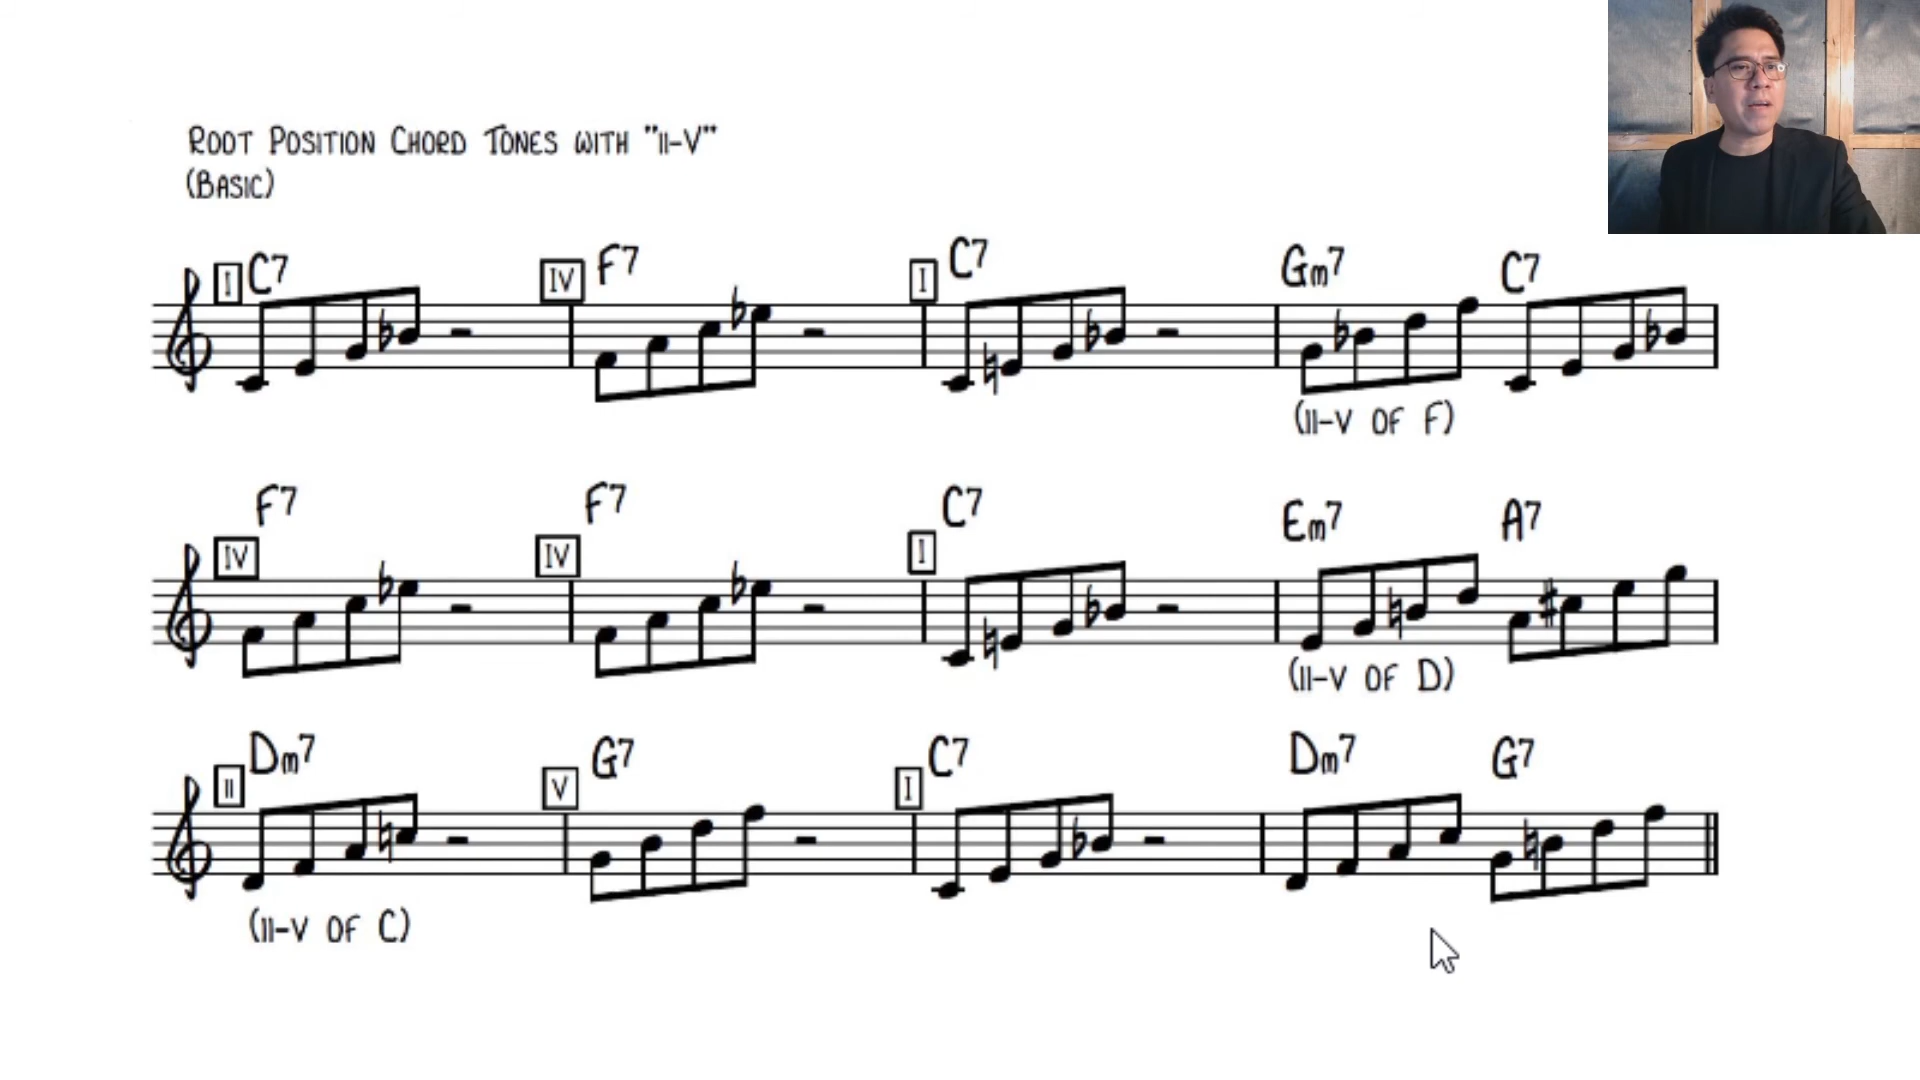 ROOT POSITION CHORD TONES WITH "II-V"
(BASIC)
I C7 IV F7 I C7 Gm7 C7
(II-V OF F)
F7 F7 C7 Em7 A7
IV IV I
(II-V OF D)
Dm7 G7 C7 Dm7 G7
II V I
(II-V OF C)